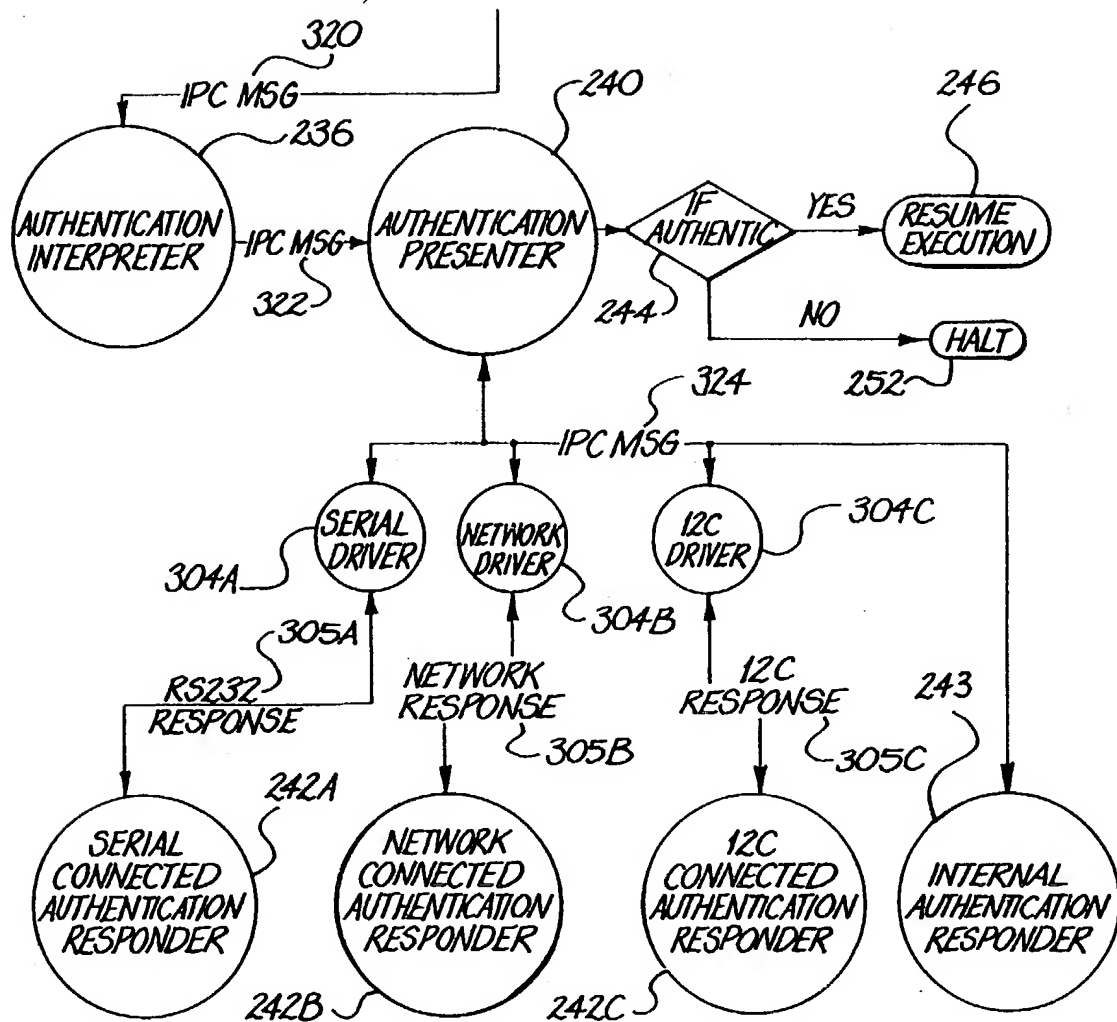 320
IPC MSG
236
240
246
AUTHENTICATION
INTERPRETER
IPC MSG
322
AUTHENTICATION
PRESENTER
IF
AUTHENTIC
244
YES
RESUME
EXECUTION
NO
HALT
252
324
IPC MSG
SERIAL
DRIVER
304A
NETWORK
DRIVER
304B
12C
DRIVER
304C
305A
RS232
RESPONSE
NETWORK
RESPONSE
305B
12C
RESPONSE
305C
243
242A
SERIAL
CONNECTED
AUTHENTICATION
RESPONDER
NETWORK
CONNECTED
AUTHENTICATION
RESPONDER
242B
12C
CONNECTED
AUTHENTICATION
RESPONDER
242C
INTERNAL
AUTHENTICATION
RESPONDER